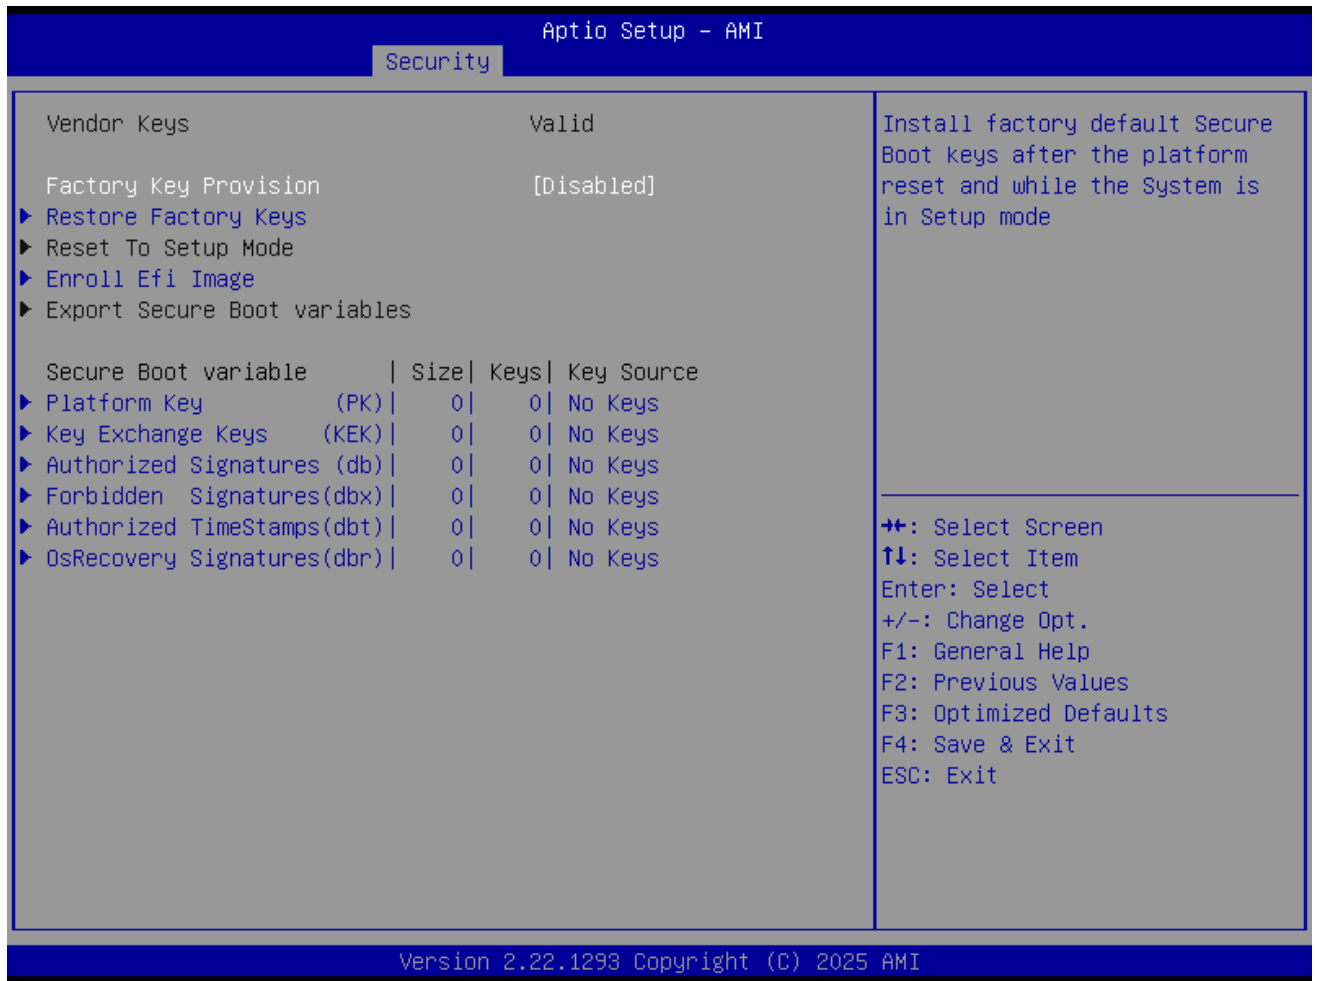 Aptio Setup – AMI
Security
Vendor Keys Valid
Factory Key Provision [Disabled]
Restore Factory Keys
Reset To Setup Mode
Enroll Efi Image
Export Secure Boot variables
Secure Boot variable | Size| Keys| Key Source
Platform Key (PK)| 0| 0| No Keys
Key Exchange Keys (KEK)| 0| 0| No Keys
Authorized Signatures (db)| 0| 0| No Keys
Forbidden Signatures(dbx)| 0| 0| No Keys
Authorized TimeStamps(dbt)| 0| 0| No Keys
OsRecovery Signatures(dbr)| 0| 0| No Keys
Install factory default Secure
Boot keys after the platform
reset and while the System is
in Setup mode
→←: Select Screen
↑↓: Select Item
Enter: Select
+/-: Change Opt.
F1: General Help
F2: Previous Values
F3: Optimized Defaults
F4: Save & Exit
ESC: Exit
Version 2.22.1293 Copyright (C) 2025 AMI